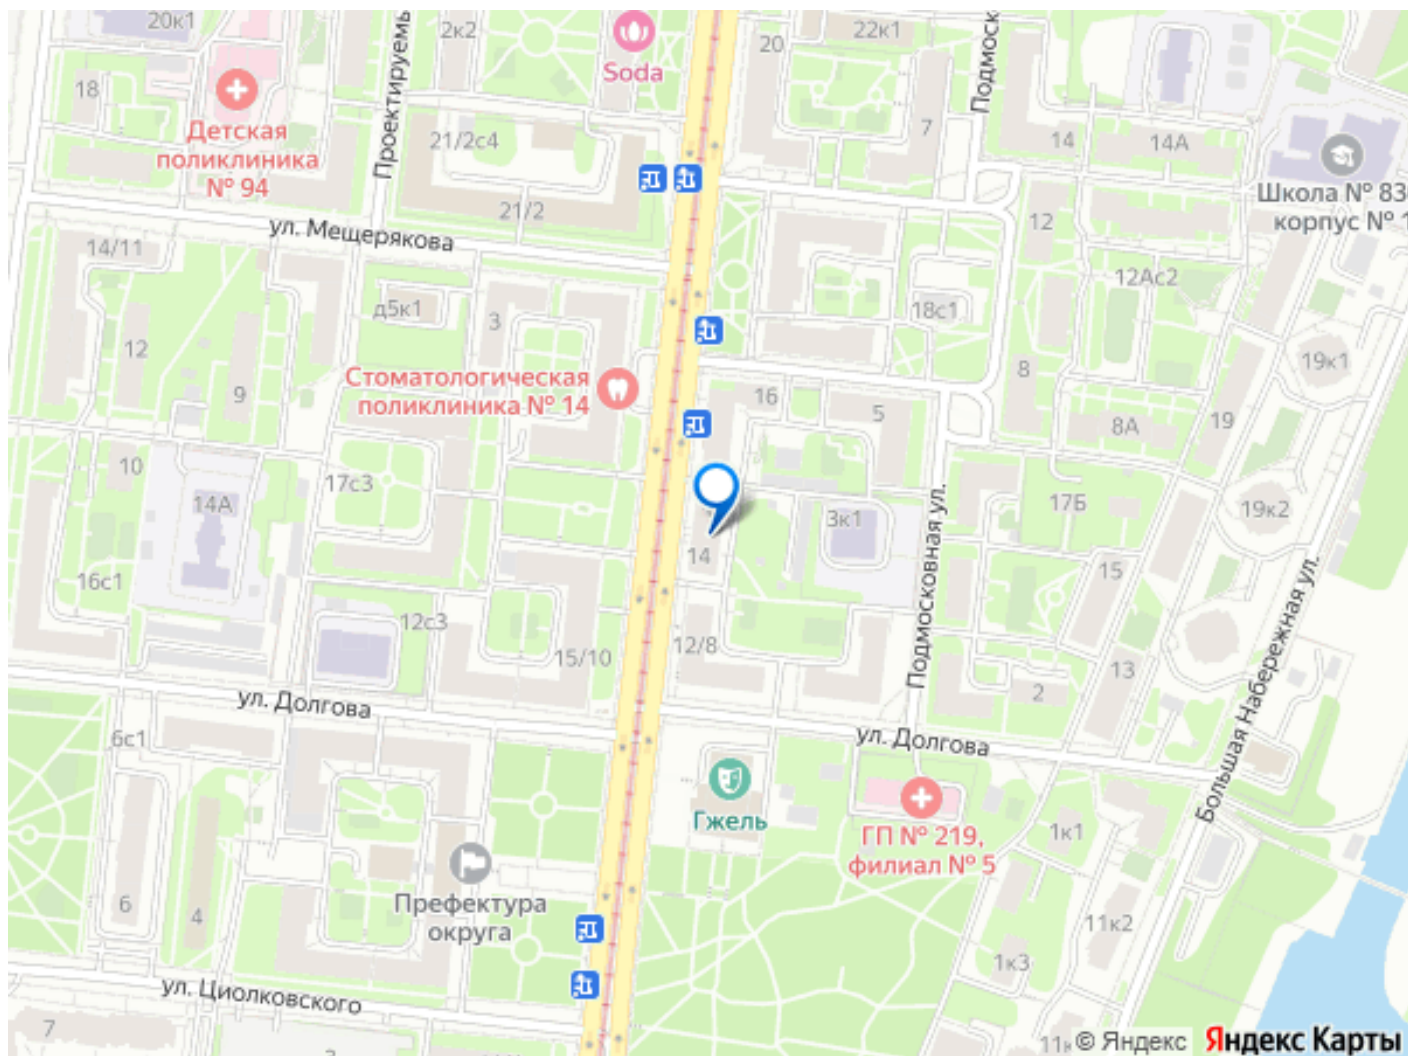 20к1
2к2
Soda
20
22к1
Подмоск
18
Детская
поликлиника
№ 94
Проектируемь
21/2с4
7
14
14А
Школа № 83
корпус № 1
21/2
ул. Мещерякова
14/11
12
12Ас2
д5к1
3
18с1
12
9
Стоматологическая
поликлиника № 14
16
5
8
19к1
8А
19
10
17с3
14А
3к1
17Б
19к2
14
Подмосковная ул.
15
16с1
12с3
15/10
12/8
2
13
Большая Набережная ул.
ул. Долгова
ул. Долгова
6с1
Гжель
ГП № 219,
филиал № 5
1к1
Префектура
округа
6
4
11к2
1к3
ул. Циолковского
7
11к
© Яндекс
Яндекс Карты